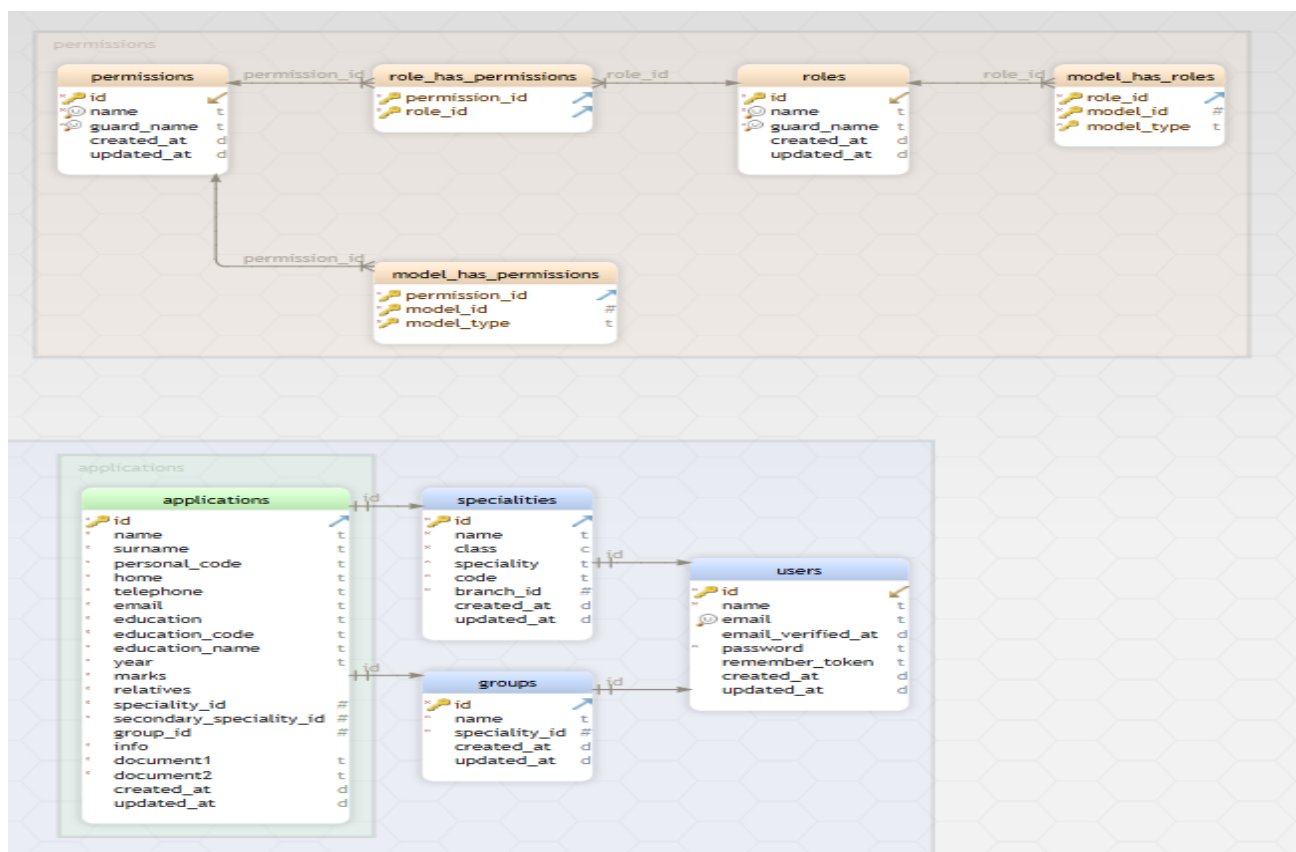 permissions
permissions
id
name t
guard_name t
created_at d
updated_at d
permission_id
role_has_permissions
permission_id
role_id
role_id
roles
id
name t
guard_name t
created_at d
updated_at d
role_id
model_has_roles
role_id
model_id #
model_type t
permission_id
model_has_permissions
permission_id
model_id #
model_type t
applications
applications
id
name t
surname t
personal_code t
home t
telephone t
email t
education t
education_code t
education_name t
year t
marks
relatives
speciality_id #
secondary_speciality_id #
group_id #
info
document1 t
document2 t
created_at d
updated_at d
id
specialities
id
name t
class c
speciality t
code t
branch_id #
created_at d
updated_at d
id
id
groups
id
name t
speciality_id #
created_at d
updated_at d
id
users
id
name t
email t
email_verified_at d
password t
remember_token t
created_at d
updated_at d